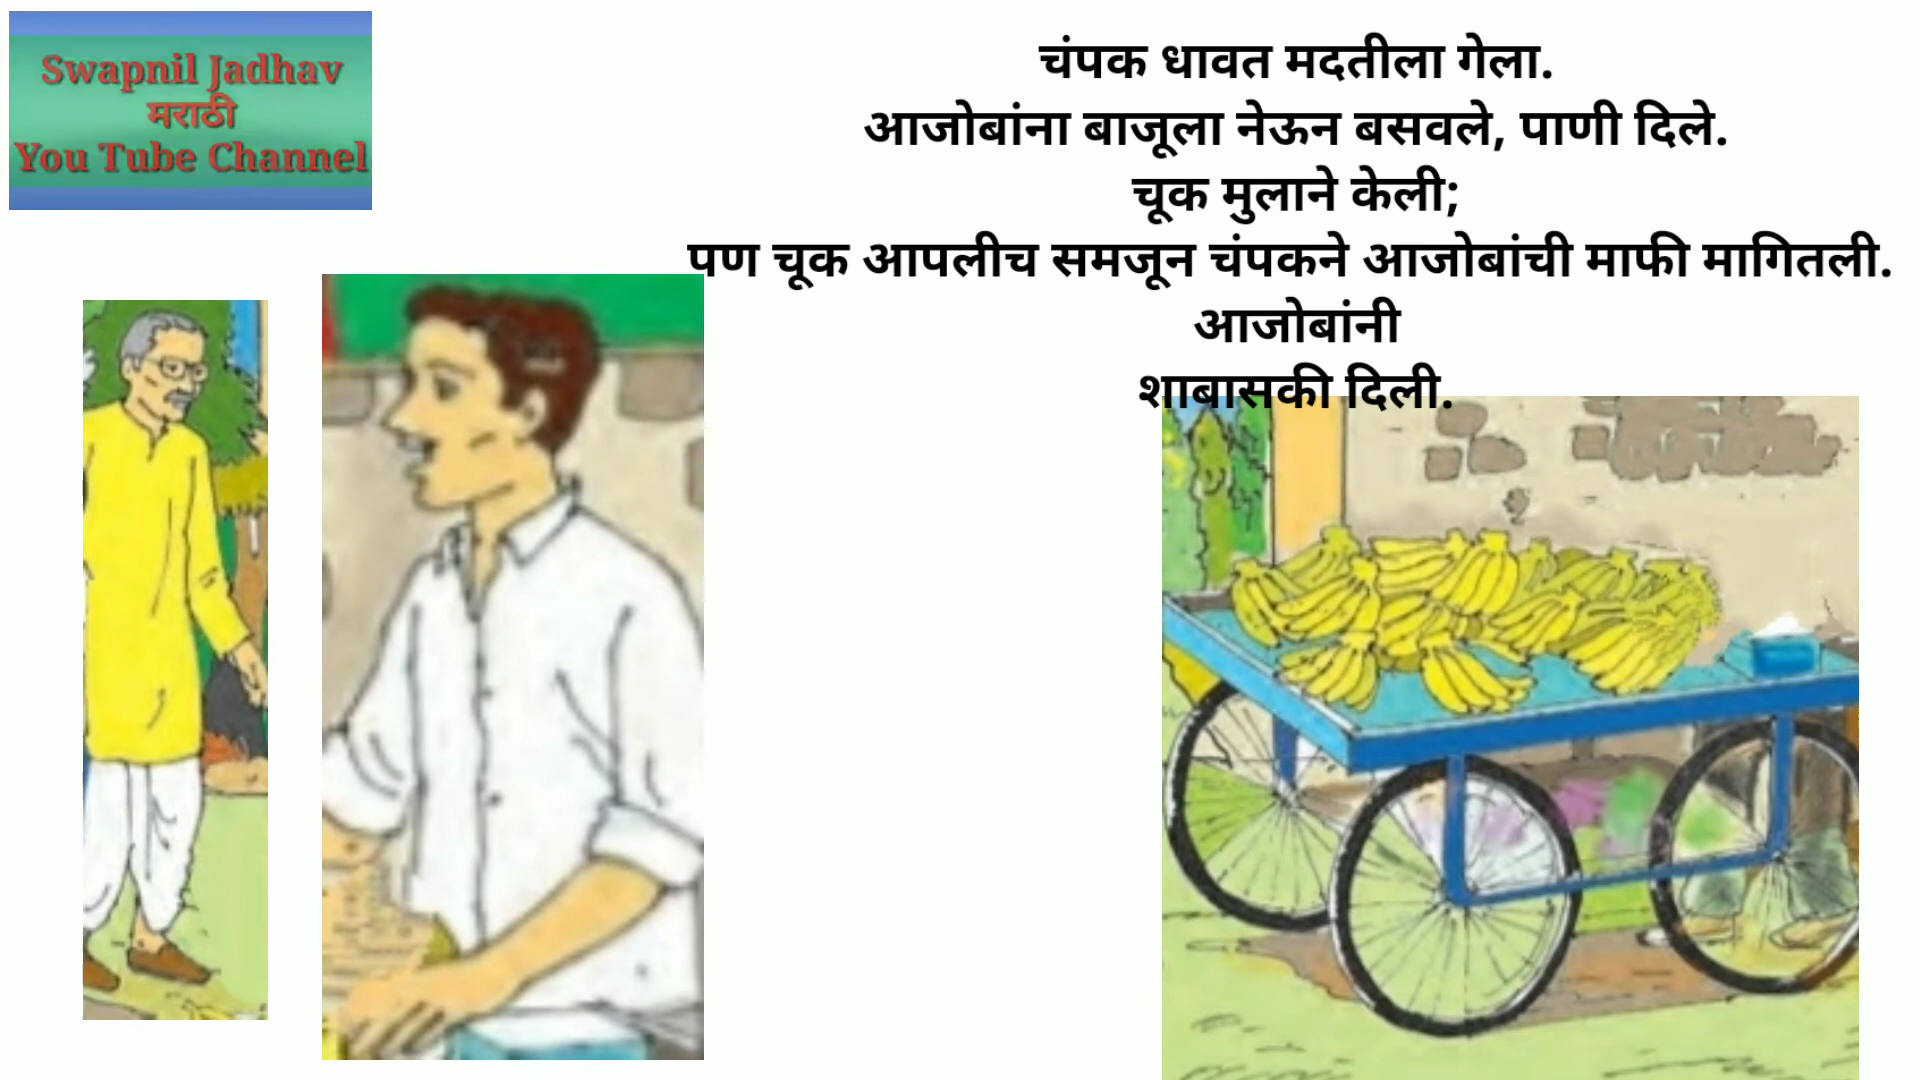 Swapnil Jadhav
मराठी
You Tube Channel
चंपक धावत मदतीला गेला.
आजोबांना बाजूला नेऊन बसवले, पाणी दिले.
चूक मुलाने केली;
पण चूक आपलीच समजून चंपकने आजोबांची माफी मागितली.
आजोबांनी
शाबासकी दिली.